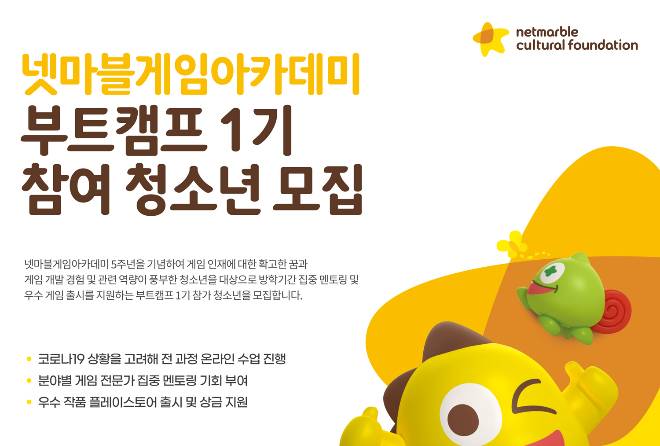 netmarble
cultural foundation
넷마블게임아카데미
부트캠프 1기
참여 청소년 모집
넷마블게임아카데미 5주년을 기념하여 게임 인재에 대한 확고한 꿈과
게임 개발 경험 및 관련 역량이 풍부한 청소년을 대상으로 방학기간 집중 멘토링 및
우수 게임 출시를 지원하는 부트캠프 1기 참가 청소년을 모집합니다.
• 코로나19 상황을 고려해 전 과정 온라인 수업 진행
• 분야별 게임 전문가 집중 멘토링 기회 부여
• 우수 작품 플레이스토어 출시 및 상금 지원